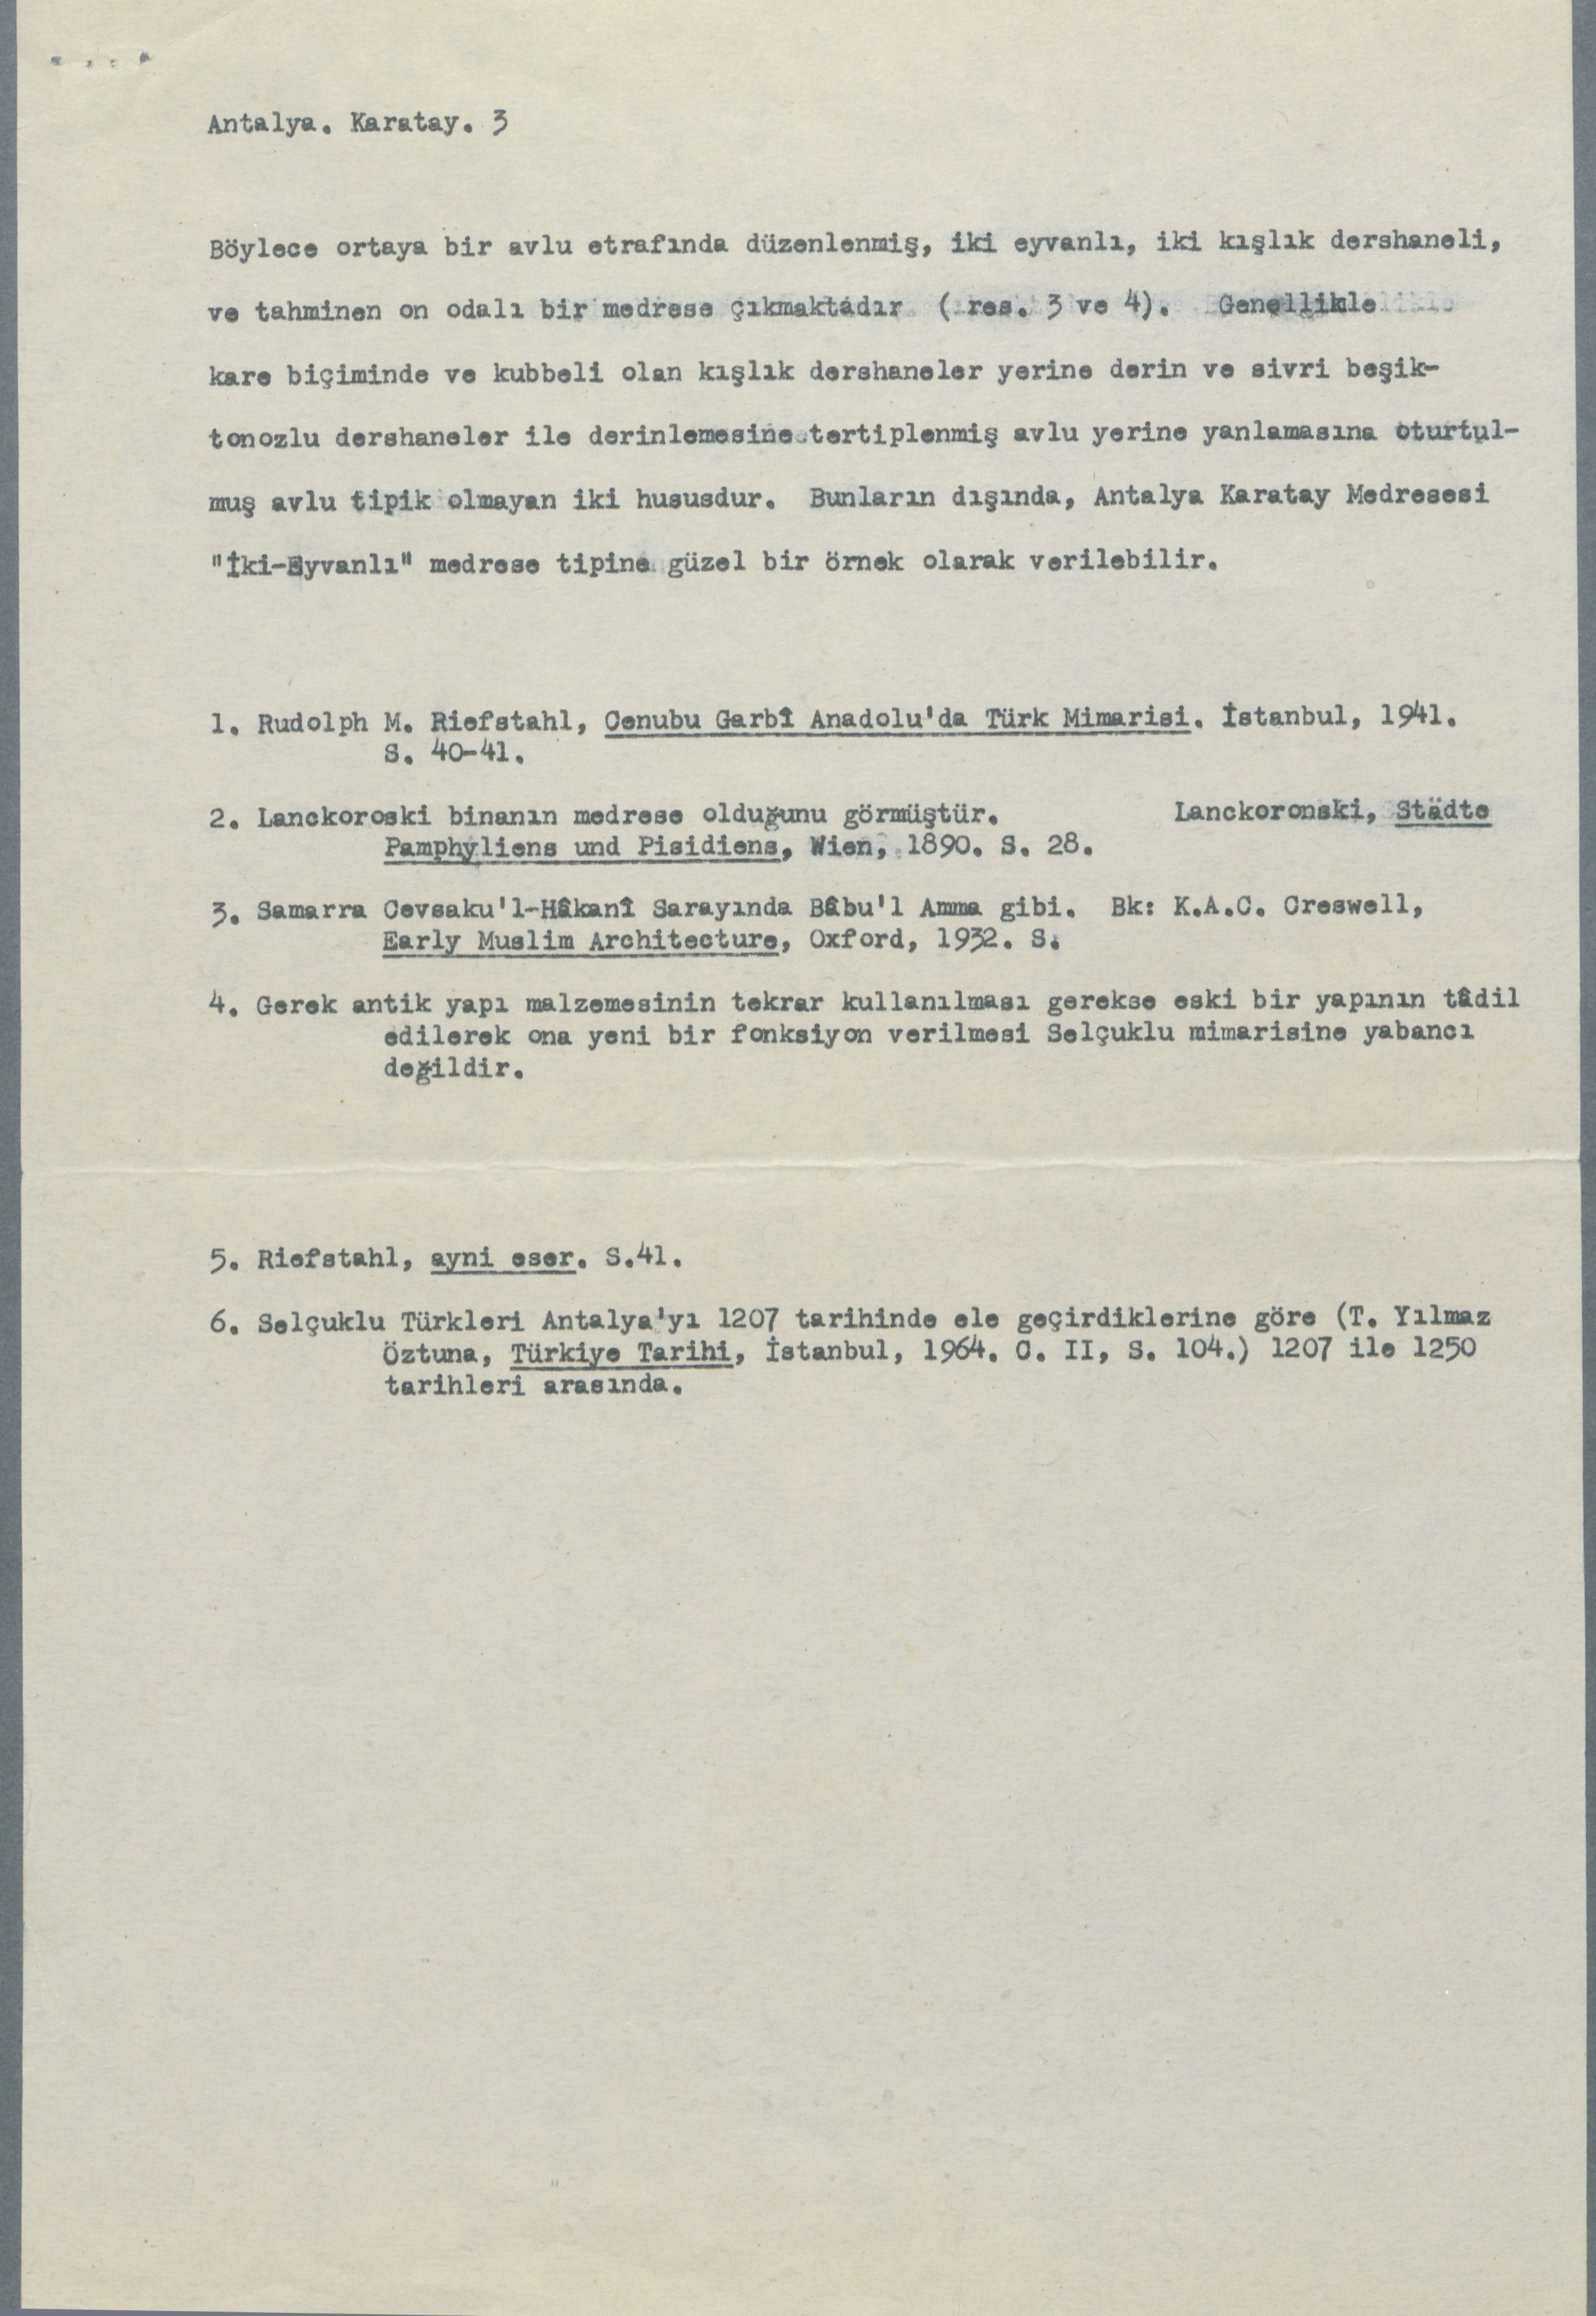 Antalya. Karatay. 3
Böylece ortaya bir avlu etrafında düzenlenmiş, iki eyvanlı, iki kışlık dershaneli,
ve tahminen on odalı bir medrese çıkmaktadır ( res. 3 ve 4). Genellikle
kare biçiminde ve kubbeli olan kışlık dershaneler yerine derin ve sivri beşik-
tonozlu dershaneler ile derinlemesine tertiplenmiş avlu yerine yanlamasına oturtul-
muş avlu tipik olmayan iki hususdur. Bunların dışında, Antalya Karatay Medresesi
"İki-Eyvanlı" medrese tipine güzel bir örnek olarak verilebilir.
1. Rudolph M. Riefstahl, Cenubu Garbî Anadolu'da Türk Mimarisi. İstanbul, 1941.
S. 40-41.
2. Lanckoroski binanın medrese olduğunu görmüştür. Lanckoronski, Städte
Pamphyliens und Pisidiens, Wien, 1890. S. 28.
3. Samarra Cevsaku'l-Hâkanî Sarayında Bâbu'l Amma gibi. Bk: K.A.C. Creswell,
Early Muslim Architecture, Oxford, 1932. S.
4. Gerek antik yapı malzemesinin tekrar kullanılması gerekse eski bir yapının tâdil
edilerek ona yeni bir fonksiyon verilmesi Selçuklu mimarisine yabancı
değildir.
5. Riefstahl, ayni eser. S.41.
6. Selçuklu Türkleri Antalya'yı 1207 tarihinde ele geçirdiklerine göre (T. Yılmaz
Öztuna, Türkiye Tarihi, İstanbul, 1964. C. II, S. 104.) 1207 ile 1250
tarihleri arasında.